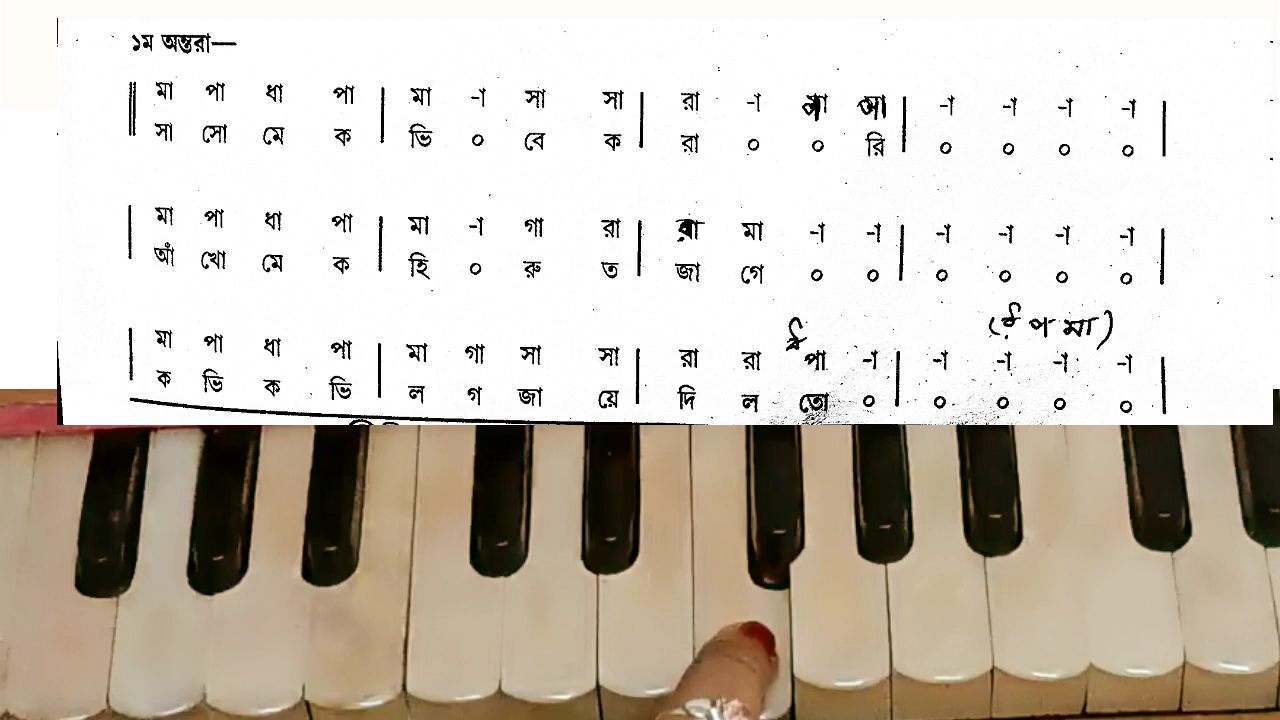 ১ম অন্তরা—
মা পা ধা পা | মা -া সা সা | রা -া | -া -া -া -া |
সা সো মে ক | ভি ০ বে ক | রা ০ ০ রি | ০ ০ ০ ০ |
মা পা ধা পা | মা -া গা রা | মা -া -া | -া -া -া -া |
আঁ খো মে ক | হি ০ রু ত | জা গে ০ ০ | ০ ০ ০ ০ |
(র্ঠ প মা)
মা পা ধা পা | মা গা সা সা | রা রা পা -া | -া -া -া -া |
ক ভি ক ভি | ল গ জা য়ে | দি ল তো ০ | ০ ০ ০ ০ |